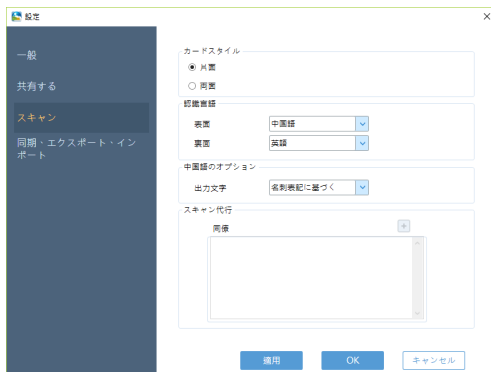 設定
一般
共有する
スキャン
同期・エクスポート・イン
ポート
カードスタイル
片面
両面
認識言語
表面
中国語
裏面
英語
中国語のオプション
出力文字
名刺表記に基づく
スキャン代行
同僚
+
適用
OK
キャンセル